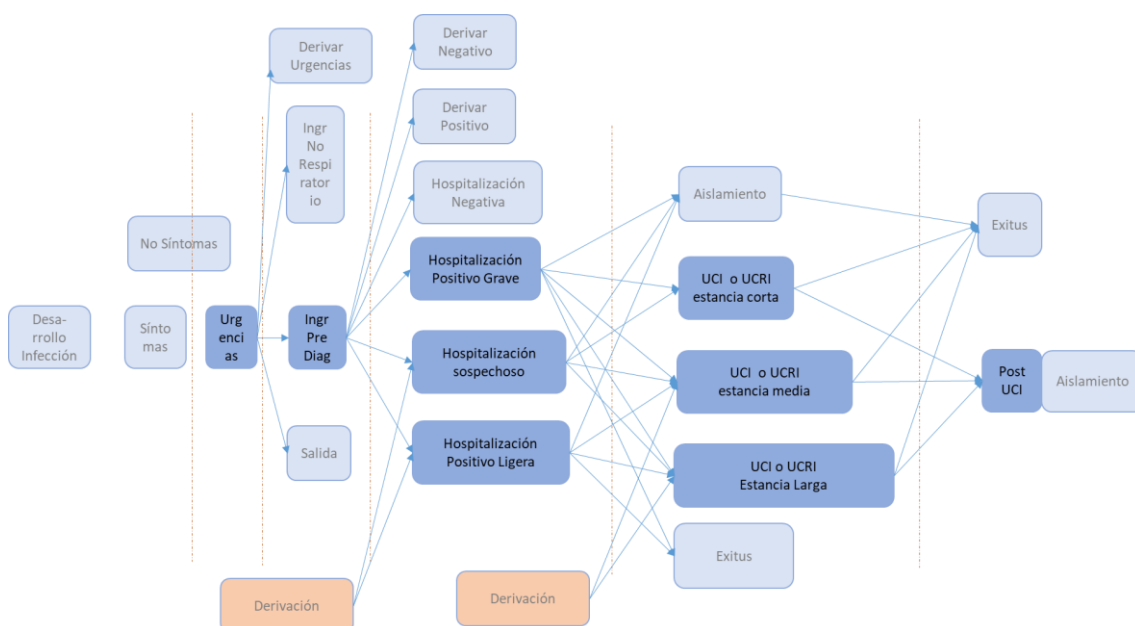 Derivar
Urgencias
Derivar
Negativo
Derivar
Positivo
Ingr
No
Respi
rator
io
Hospitalización
Negativa
Aislamiento
Exitus
No Síntomas
Hospitalización
Positivo Grave
UCI o UCRI
estancia corta
Desa-
rrollo
Infección
Sínto
mas
Urg
enci
as
Ingr
Pre
Diag
Hospitalización
sospechoso
UCI o UCRI
estancia media
Post
UCI
Aislamiento
Salida
Hospitalización
Positivo Ligera
UCI o UCRI
Estancia Larga
Exitus
Derivación
Derivación